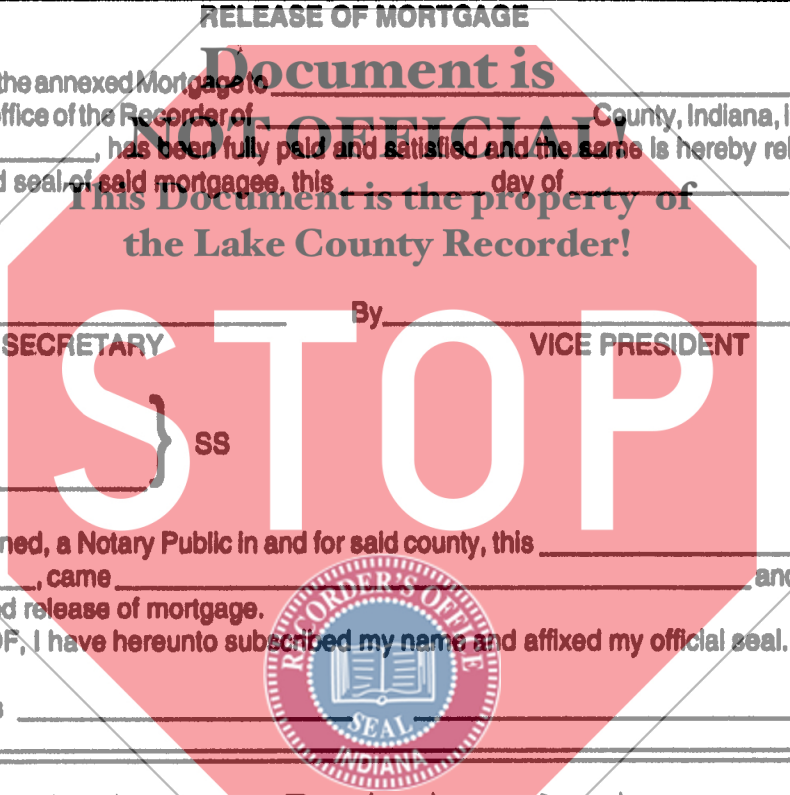 RELEASE OF MORTGAGE
Document is
the annexed Mortgage to
ffice of the Recorder of County, Indiana, i
NOT OFFICIAL!
, has been fully paid and satisfied and the same is hereby rel
d seal of said mortgagee, this day of
This Document is the property of
the Lake County Recorder!
By
SECRETARY VICE PRESIDENT
STOP
} SS
ned, a Notary Public in and for said county, this
, came and
d release of mortgage.
OF, I have hereunto subscribed my name and affixed my official seal.
RECORDER'S OFFICE
SEAL
INDIANA
s